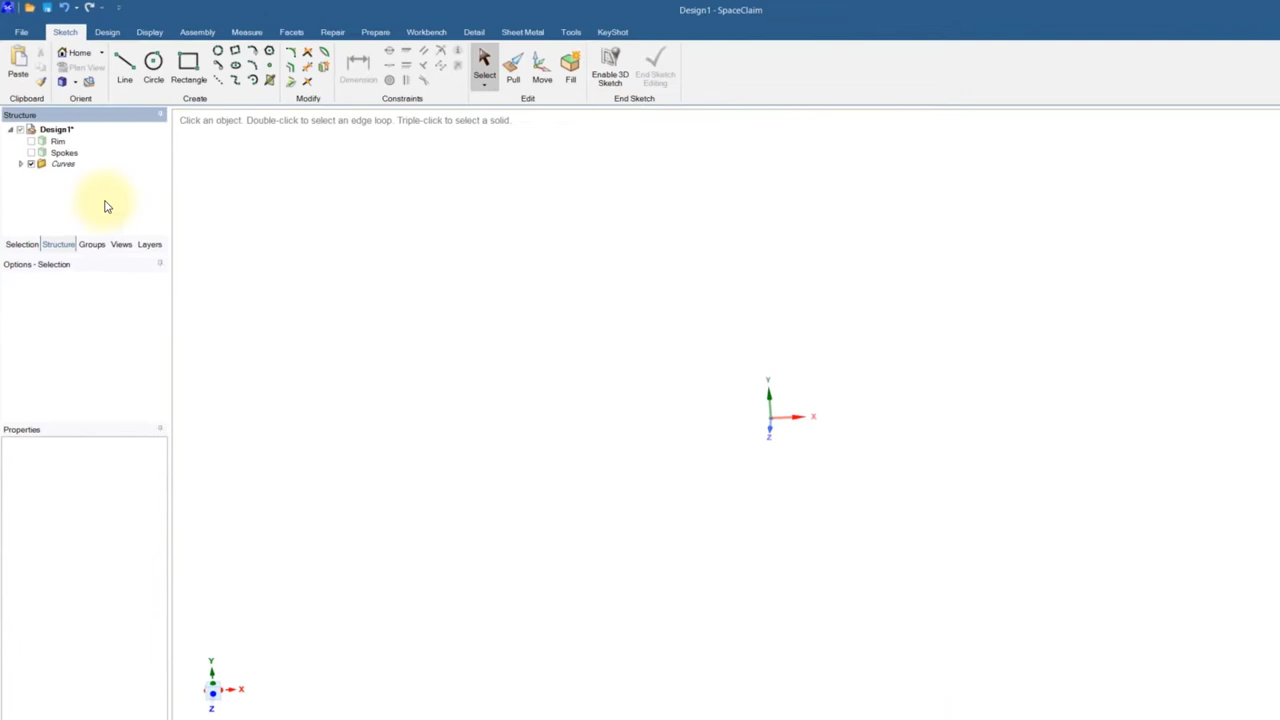 Design1 - SpaceClaim
File Sketch Design Display Assembly Measure Facets Repair Prepare Workbench Detail Sheet Metal Tools KeyShot
Paste
Home
Plan View
Line Circle Rectangle
Dimension
Select Pull Move Fill
Enable 3D
Sketch
End Sketch
Editing
Clipboard Orient Create Modify Constraints Edit End Sketch
Structure
Click an object. Double-click to select an edge loop. Triple-click to select a solid.
Design1*
Rim
Spokes
Curves
Selection Structure Groups Views Layers
Options - Selection
Y
X
Z
Properties
Y
X
Z